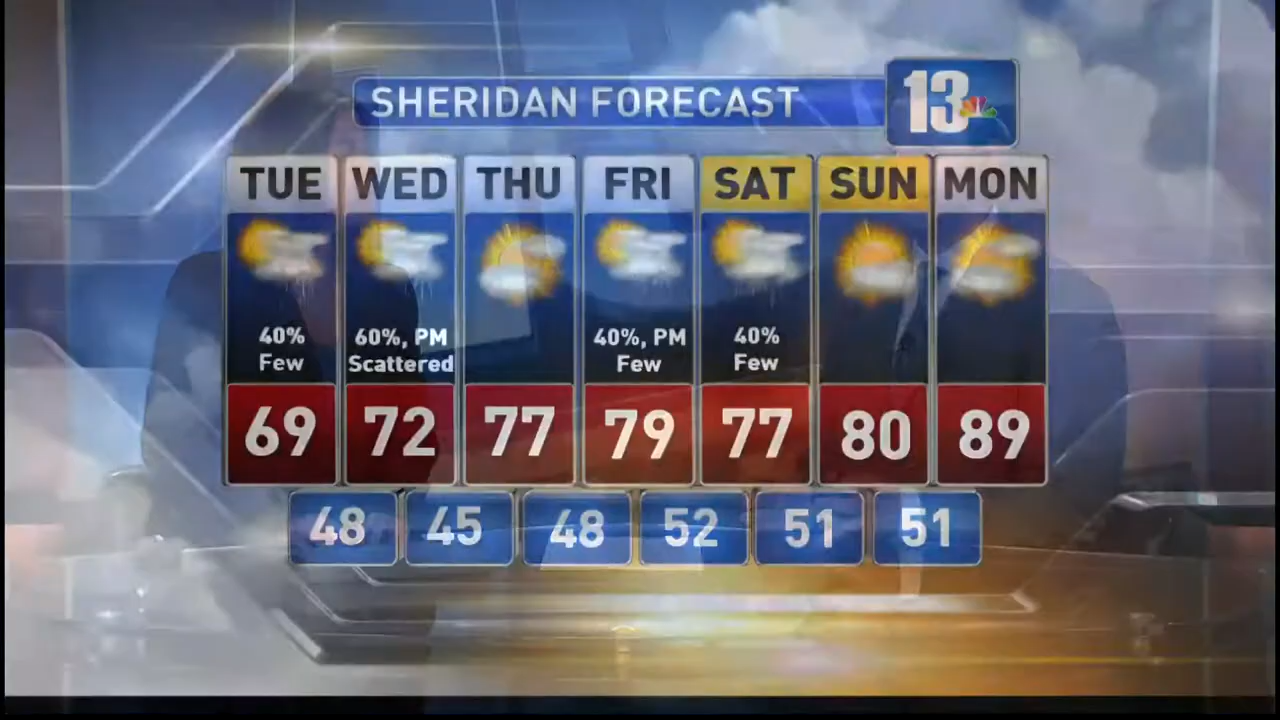 SHERIDAN FORECAST
13
TUE WED THU FRI SAT SUN MON
40% 60%, PM 40%, PM 40%
Few Scattered Few Few
69 72 77 79 77 80 89
48 45 48 52 51 51